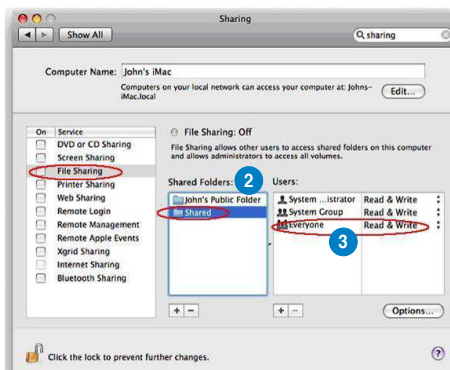 Sharing
Show All
sharing
Computer Name: John's iMac
Computers on your local network can access your computer at: Johns-
iMac.local
Edit...
On Service
DVD or CD Sharing
Screen Sharing
File Sharing
Printer Sharing
Web Sharing
Remote Login
Remote Management
Remote Apple Events
Xgrid Sharing
Internet Sharing
Bluetooth Sharing
File Sharing: Off
File Sharing allows other users to access shared folders on this computer
and allows administrators to access all volumes.
Shared Folders: 2
John's Public Folder
Shared
Users:
System ...istrator Read & Write
System Group Read & Write
Everyone Read & Write
3
+ -
+ -
Options...
Click the lock to prevent further changes.
?